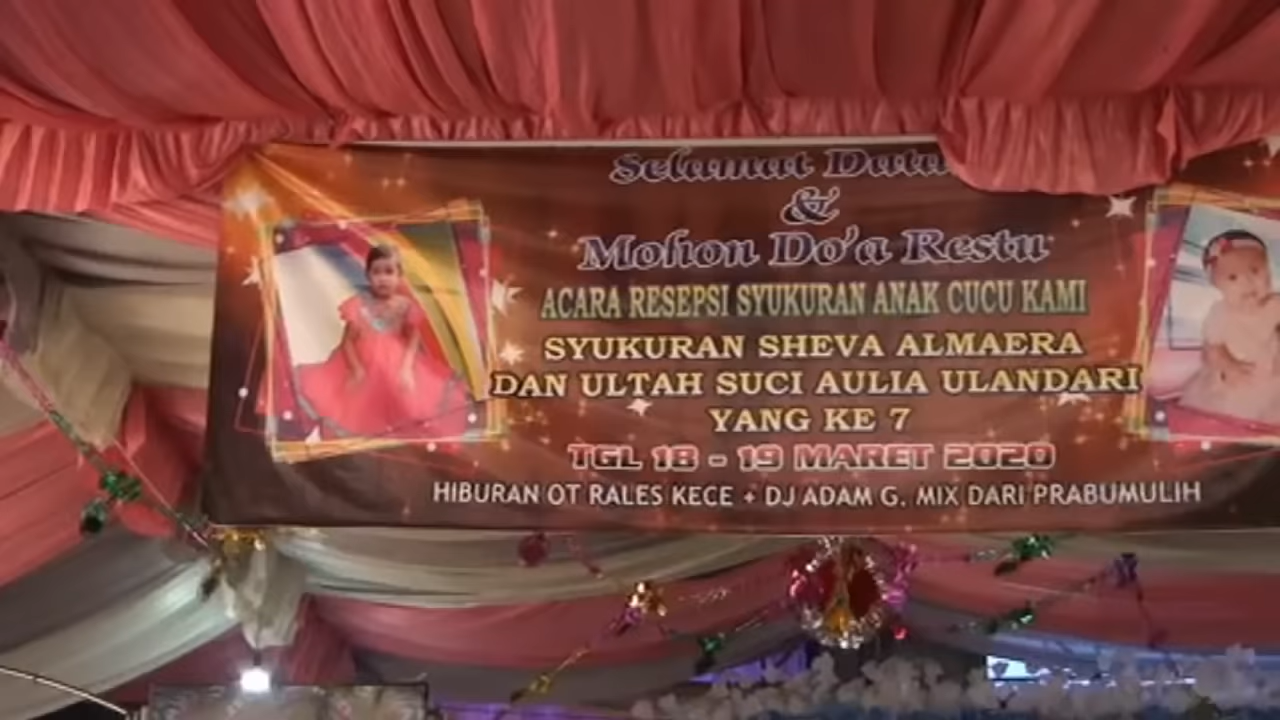 Selamat
&
Mohon Do'a Restu
ACARA RESEPSI SYUKURAN ANAK CUCU KAMI
SYUKURAN SHEVA ALMAERA
DAN ULTAH SUCI AULIA ULANDARI
YANG KE 7
TGL 18 - 19 MARET 2020
HIBURAN OT RALES KECE + DJ ADAM G. MIX DARI PRABUMULIH